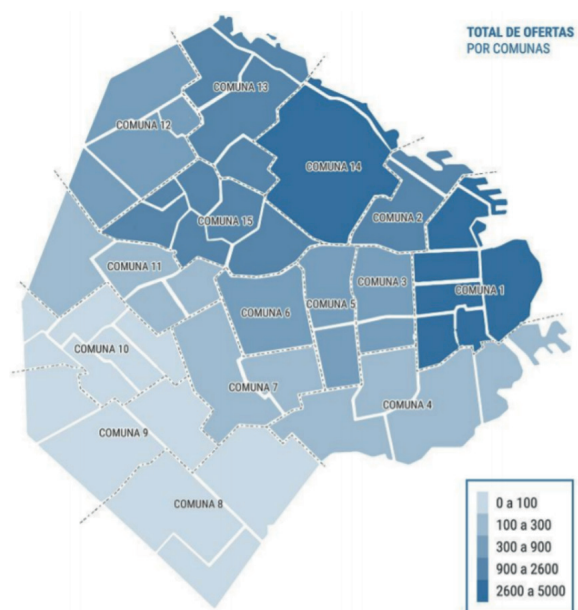 TOTAL DE OFERTAS
POR COMUNAS
COMUNA 13
COMUNA 12
COMUNA 14
COMUNA 2
COMUNA 15
COMUNA 11
COMUNA 3
COMUNA 1
COMUNA 5
COMUNA 6
COMUNA 10
COMUNA 7
COMUNA 4
COMUNA 9
COMUNA 8
0 a 100
100 a 300
300 a 900
900 a 2600
2600 a 5000